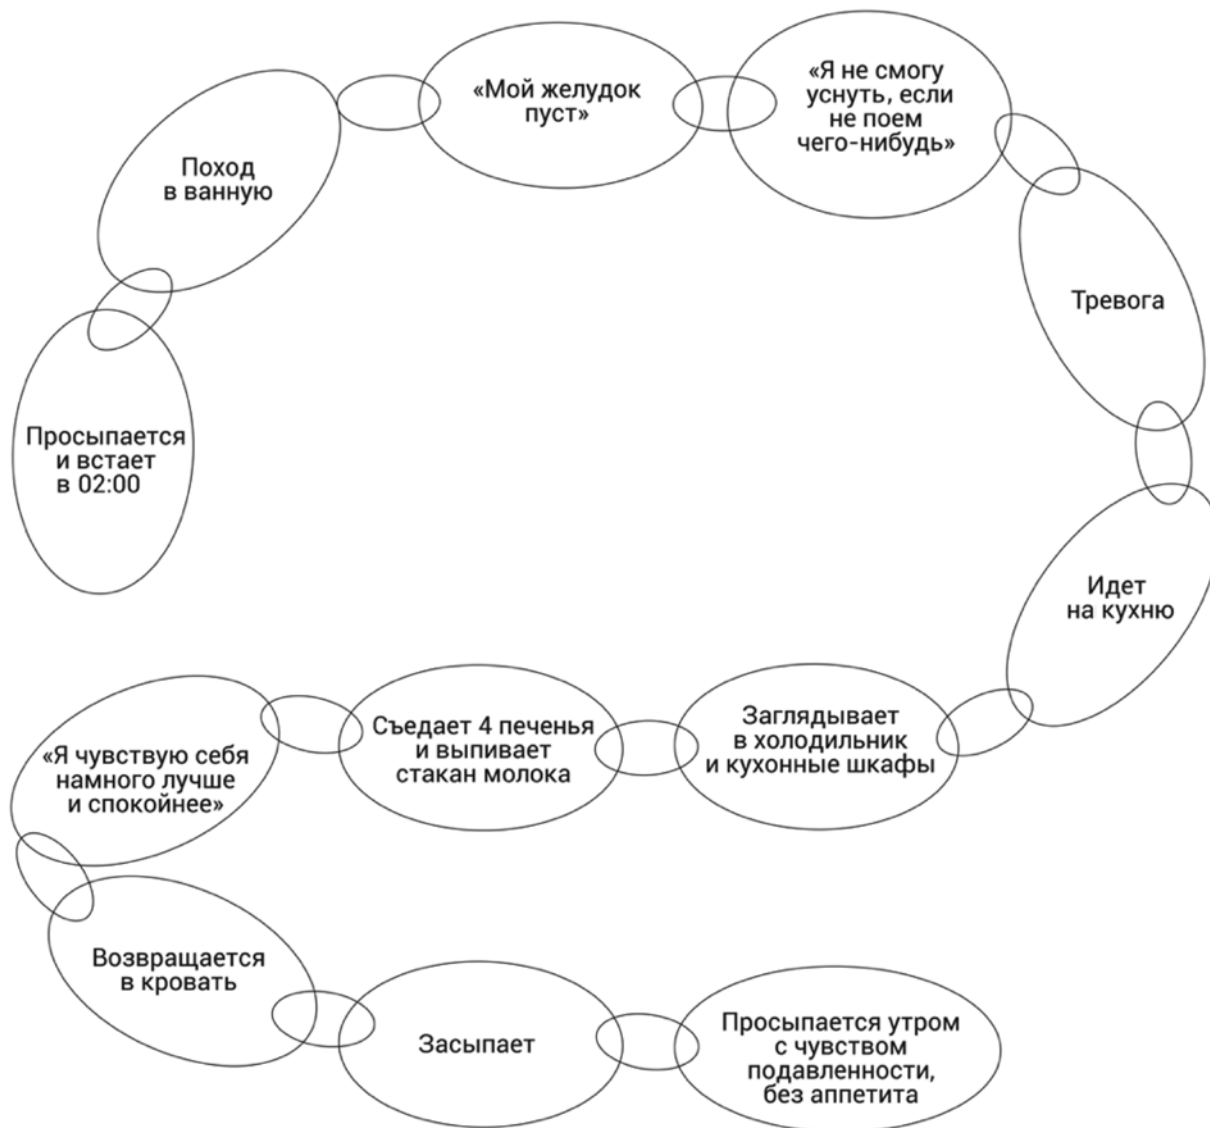 Просыпается
и встает
в 02:00
Поход
в ванную
«Мой желудок
пуст»
«Я не смогу
уснуть, если
не поем
чего-нибудь»
Тревога
Идет
на кухню
Заглядывает
в холодильник
и кухонные шкафы
Съедает 4 печенья
и выпивает
стакан молока
«Я чувствую себя
намного лучше
и спокойнее»
Возвращается
в кровать
Засыпает
Просыпается утром
с чувством
подавленности,
без аппетита